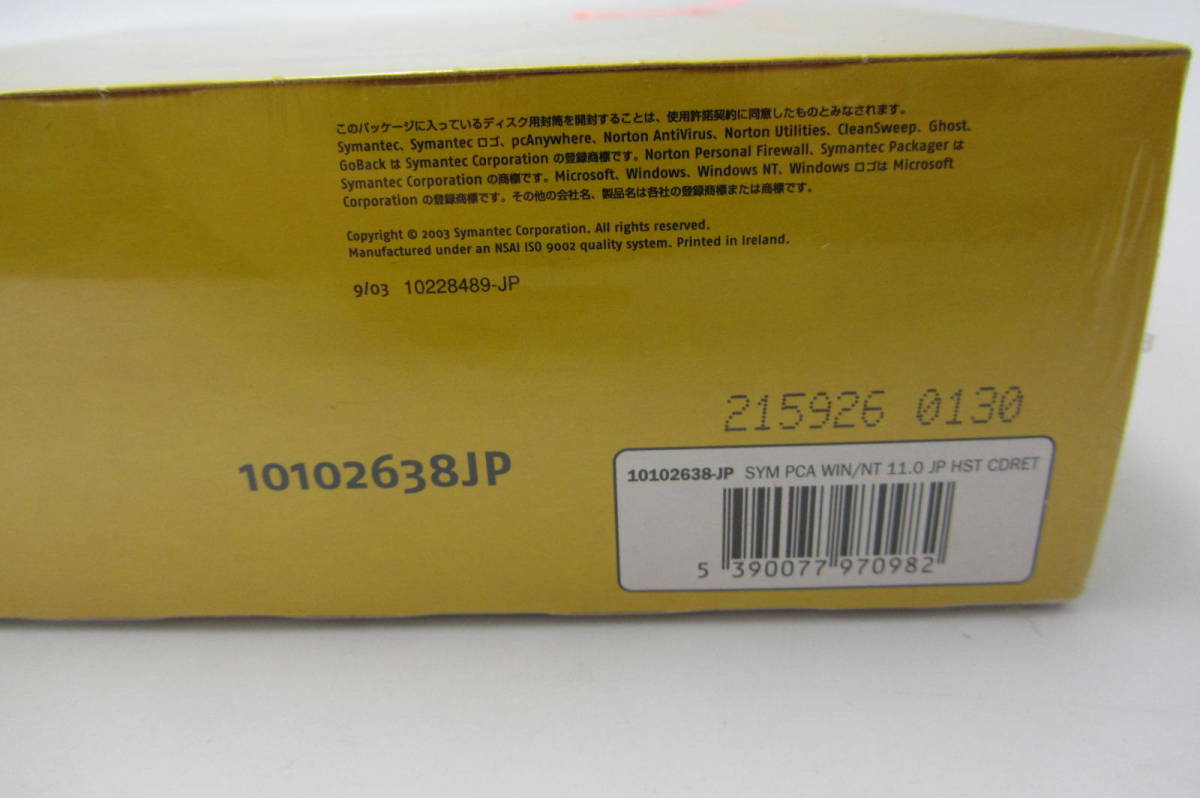 このパッケージに入っているディスク用封筒を開封することは、使用許諾契約に同意したものとみなされます。
Symantec、Symantec ロゴ、pcAnywhere、Norton AntiVirus、Norton Utilities、CleanSweep、Ghost、
GoBack は Symantec Corporation の登録商標です。Norton Personal Firewall、Symantec Packager は
Symantec Corporation の商標です。Microsoft、Windows、Windows NT、Windows ロゴは Microsoft
Corporation の登録商標です。その他の会社名、製品名は各社の登録商標または商標です。
Copyright © 2003 Symantec Corporation. All rights reserved.
Manufactured under an NSAI ISO 9002 quality system. Printed in Ireland.
9/03 10228489-JP
215926 0130
10102638JP
10102638-JP SYM PCA WIN/NT 11.0 JP HST CDRET
5 390077 970982